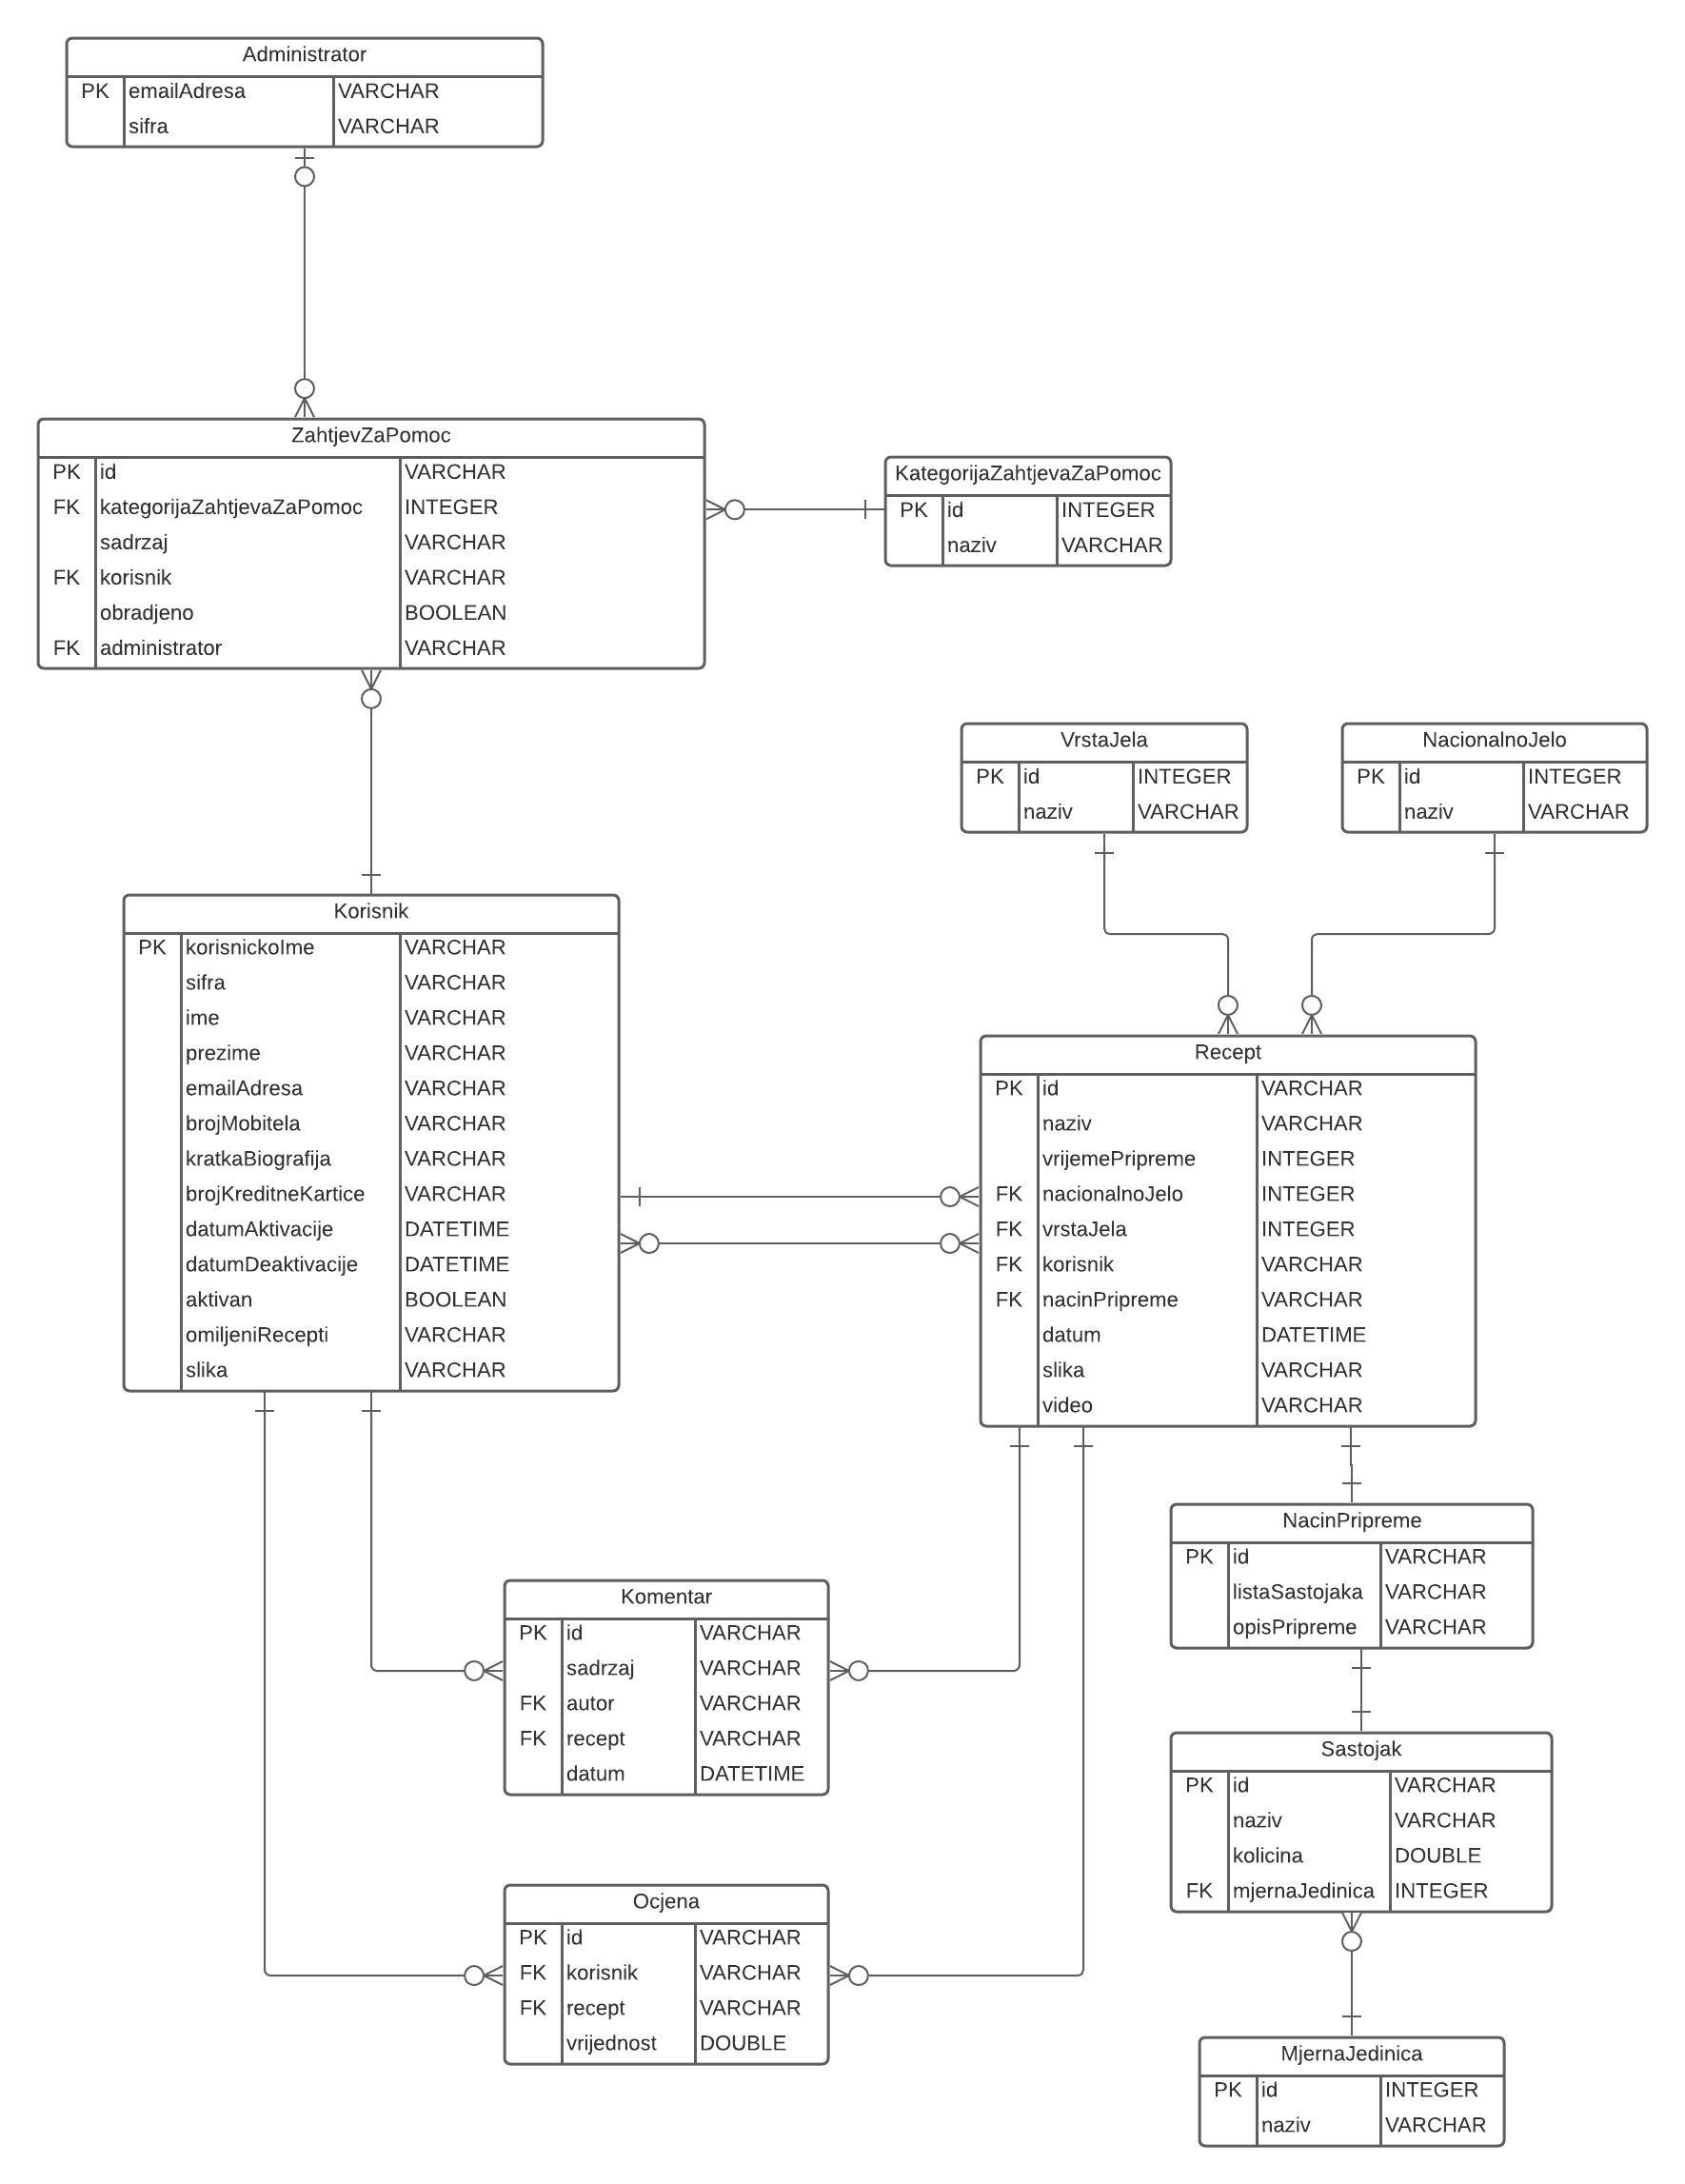 Administrator
PK emailAdresa VARCHAR
sifra VARCHAR
ZahtjevZaPomoc
PK id VARCHAR
FK kategorijaZahtjevaZaPomoc INTEGER
sadrzaj VARCHAR
FK korisnik VARCHAR
obradjeno BOOLEAN
FK administrator VARCHAR
KategorijaZahtjevaZaPomoc
PK id INTEGER
naziv VARCHAR
VrstaJela
PK id INTEGER
naziv VARCHAR
NacionalnoJelo
PK id INTEGER
naziv VARCHAR
Korisnik
PK korisnickoIme VARCHAR
sifra VARCHAR
ime VARCHAR
prezime VARCHAR
emailAdresa VARCHAR
brojMobitela VARCHAR
kratkaBiografija VARCHAR
brojKreditneKartice VARCHAR
datumAktivacije DATETIME
datumDeaktivacije DATETIME
aktivan BOOLEAN
omiljeniRecepti VARCHAR
slika VARCHAR
Recept
PK id VARCHAR
naziv VARCHAR
vrijemePripreme INTEGER
FK nacionalnoJelo INTEGER
FK vrstaJela INTEGER
FK korisnik VARCHAR
FK nacinPripreme VARCHAR
datum DATETIME
slika VARCHAR
video VARCHAR
NacinPripreme
PK id VARCHAR
listaSastojaka VARCHAR
opisPripreme VARCHAR
Komentar
PK id VARCHAR
sadrzaj VARCHAR
FK autor VARCHAR
FK recept VARCHAR
datum DATETIME
Sastojak
PK id VARCHAR
naziv VARCHAR
kolicina DOUBLE
FK mjernaJedinica INTEGER
Ocjena
PK id VARCHAR
FK korisnik VARCHAR
FK recept VARCHAR
vrijednost DOUBLE
MjernaJedinica
PK id INTEGER
naziv VARCHAR